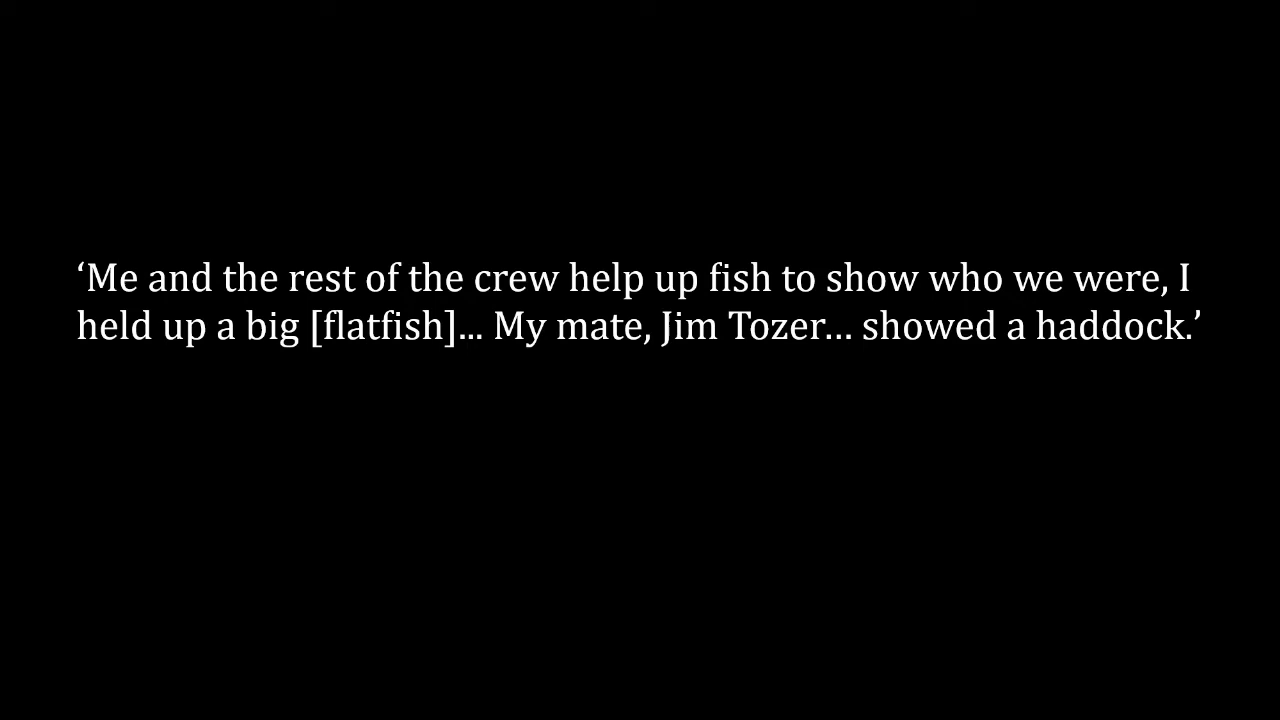 ‘Me and the rest of the crew help up fish to show who we were, I
held up a big [flatfish]... My mate, Jim Tozer… showed a haddock.’